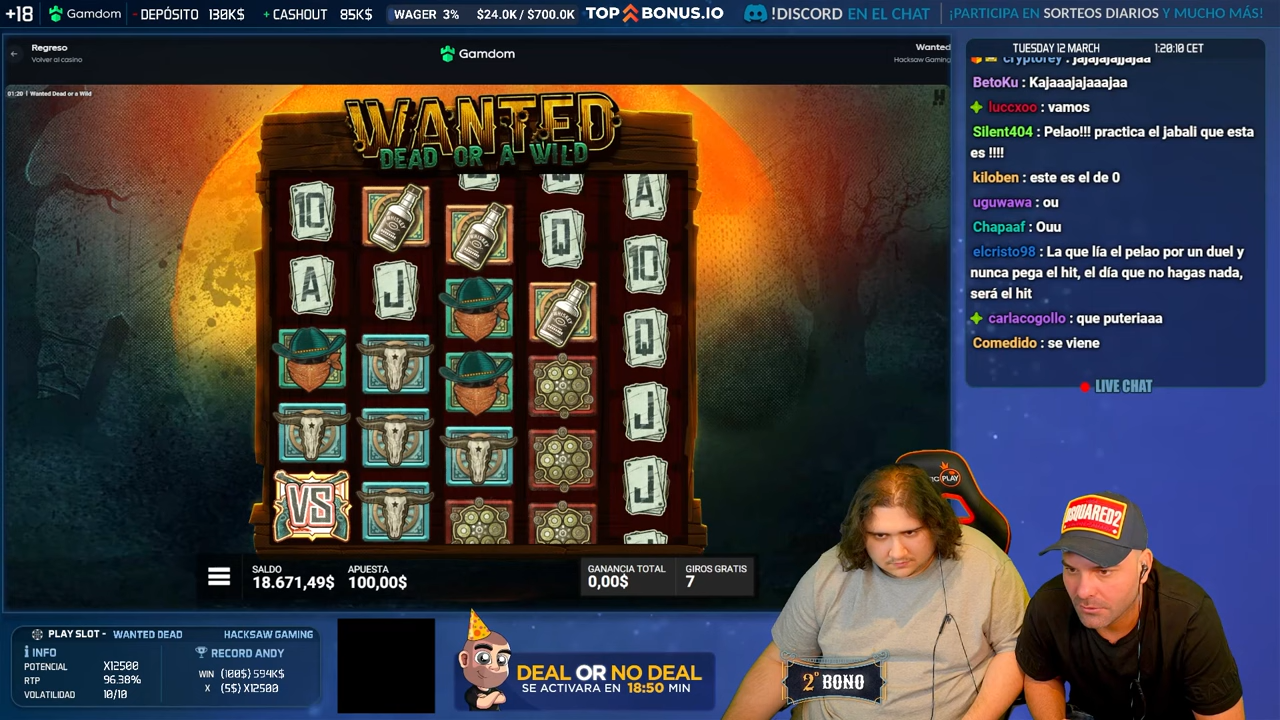 +18 Gamdom - DEPÓSITO 130K$ + CASHOUT 85K$ WAGER 3% $24.0K / $700.0K TOP BONUS.IO !DISCORD EN EL CHAT ¡PARTICIPA EN SORTEOS DIARIOS Y MUCHO MÁS!
Regreso
Volver al casino
Gamdom
Wanted
Hacksaw Gaming
01:20 | Wanted Dead or a Wild
WANTED
DEAD OR A WILD
10 WHISKEY WHISKEY Q A
A J WHISKEY 10
Q
J
VS J
SALDO
18.671,49$
APUESTA
100,00$
GANANCIA TOTAL
0,00$
GIROS GRATIS
7
TUESDAY 12 MARCH 1:20:10 CET
cryptorey : jajajajajjajaa
BetoKu : Kajaaajajaaajaa
luccxoo : vamos
Silent404 : Pelao!!! practica el jabali que esta
es !!!!
kiloben : este es el de 0
uguwawa : ou
Chapaaf : Ouu
elcristo98 : La que lía el pelao por un duel y
nunca pega el hit, el día que no hagas nada,
será el hit
carlacogollo : que puteriaaa
Comedido : se viene
LIVE CHAT
PLAY SLOT - WANTED DEAD HACKSAW GAMING
INFO
POTENCIAL X12500
RTP 96.38%
VOLATILIDAD 10/10
RECORD ANDY
WIN (100$) 594K$
X (5$) X12500
DEAL OR NO DEAL
SE ACTIVARA EN 18:50 MIN
2º BONO
PLAY
DSQUARED2